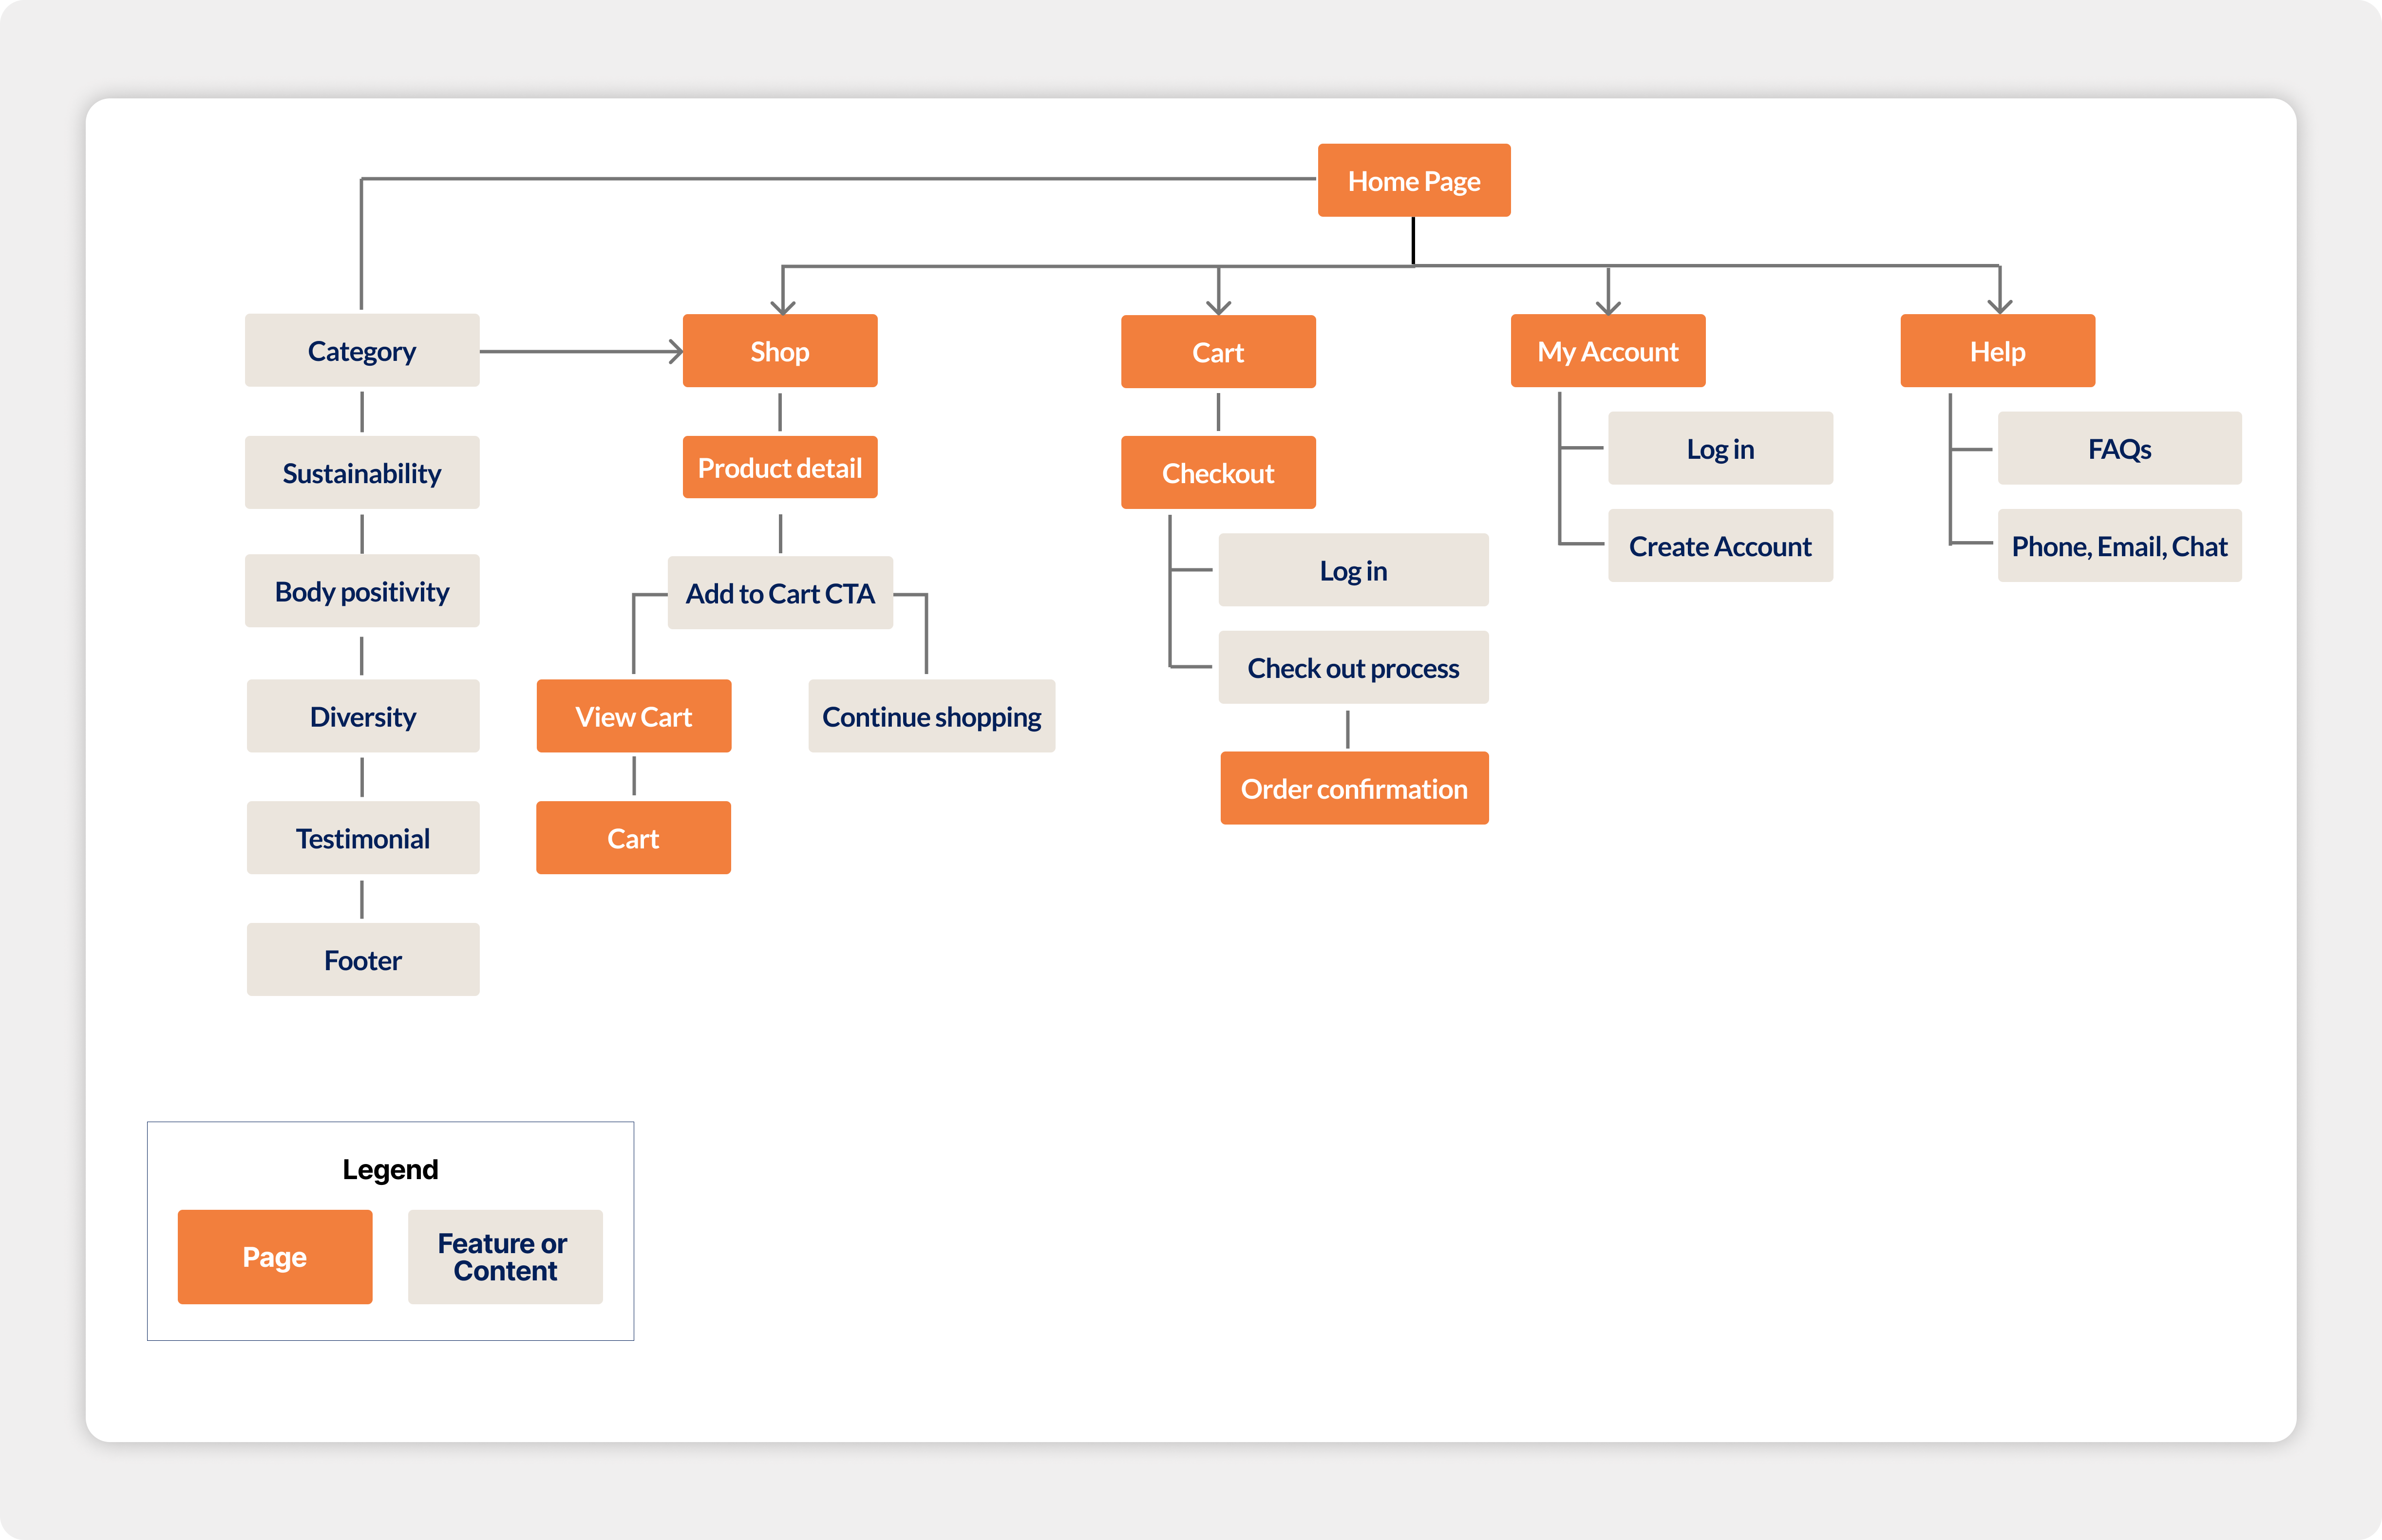 Home Page
Category
Shop
Cart
My Account
Help
Sustainability
Product detail
Checkout
Log in
FAQs
Create Account
Phone, Email, Chat
Body positivity
Add to Cart CTA
Log in
Check out process
Diversity
View Cart
Continue shopping
Order confirmation
Testimonial
Cart
Footer
Legend
Page
Feature or
Content